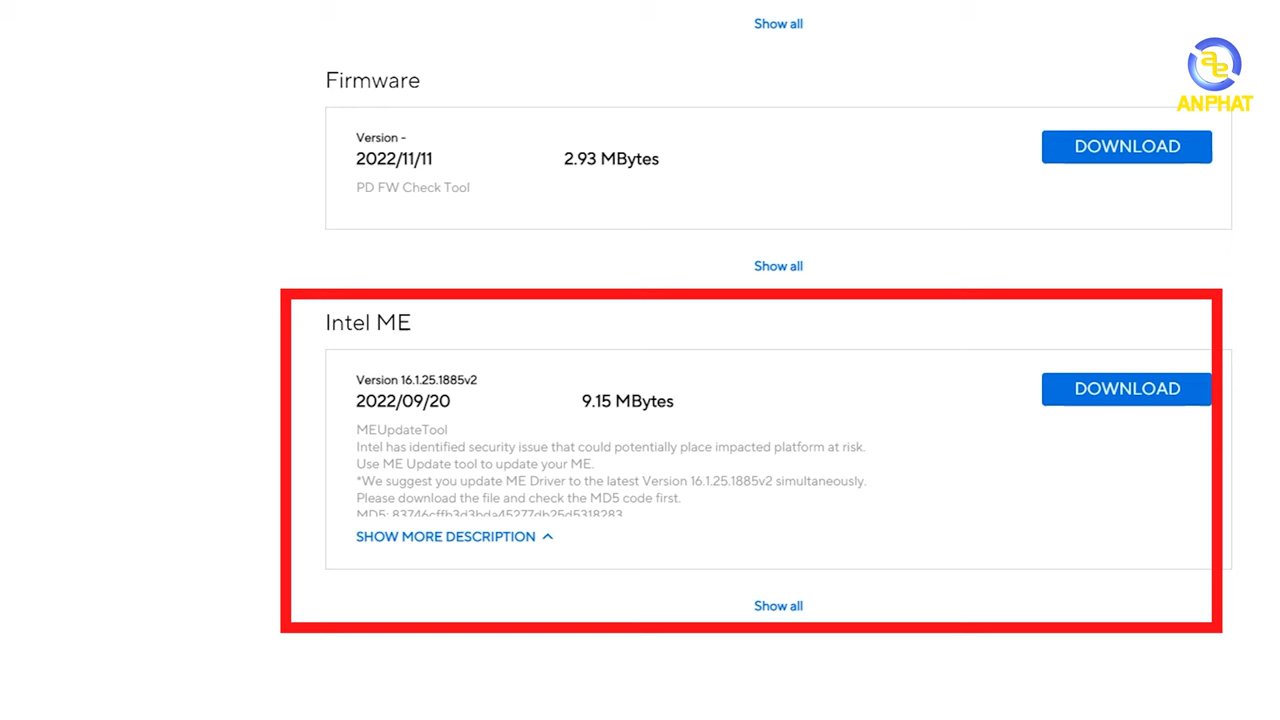 Show all
ae
ANPHAT
Firmware
Version -
2022/11/11
2.93 MBytes
DOWNLOAD
PD FW Check Tool
Show all
Intel ME
Version 16.1.25.1885v2
2022/09/20
9.15 MBytes
DOWNLOAD
MEUpdateTool
Intel has identified security issue that could potentially place impacted platform at risk.
Use ME Update tool to update your ME.
*We suggest you update ME Driver to the latest Version 16.1.25.1885v2 simultaneously.
Please download the file and check the MD5 code first.
MD5:
SHOW MORE DESCRIPTION
Show all